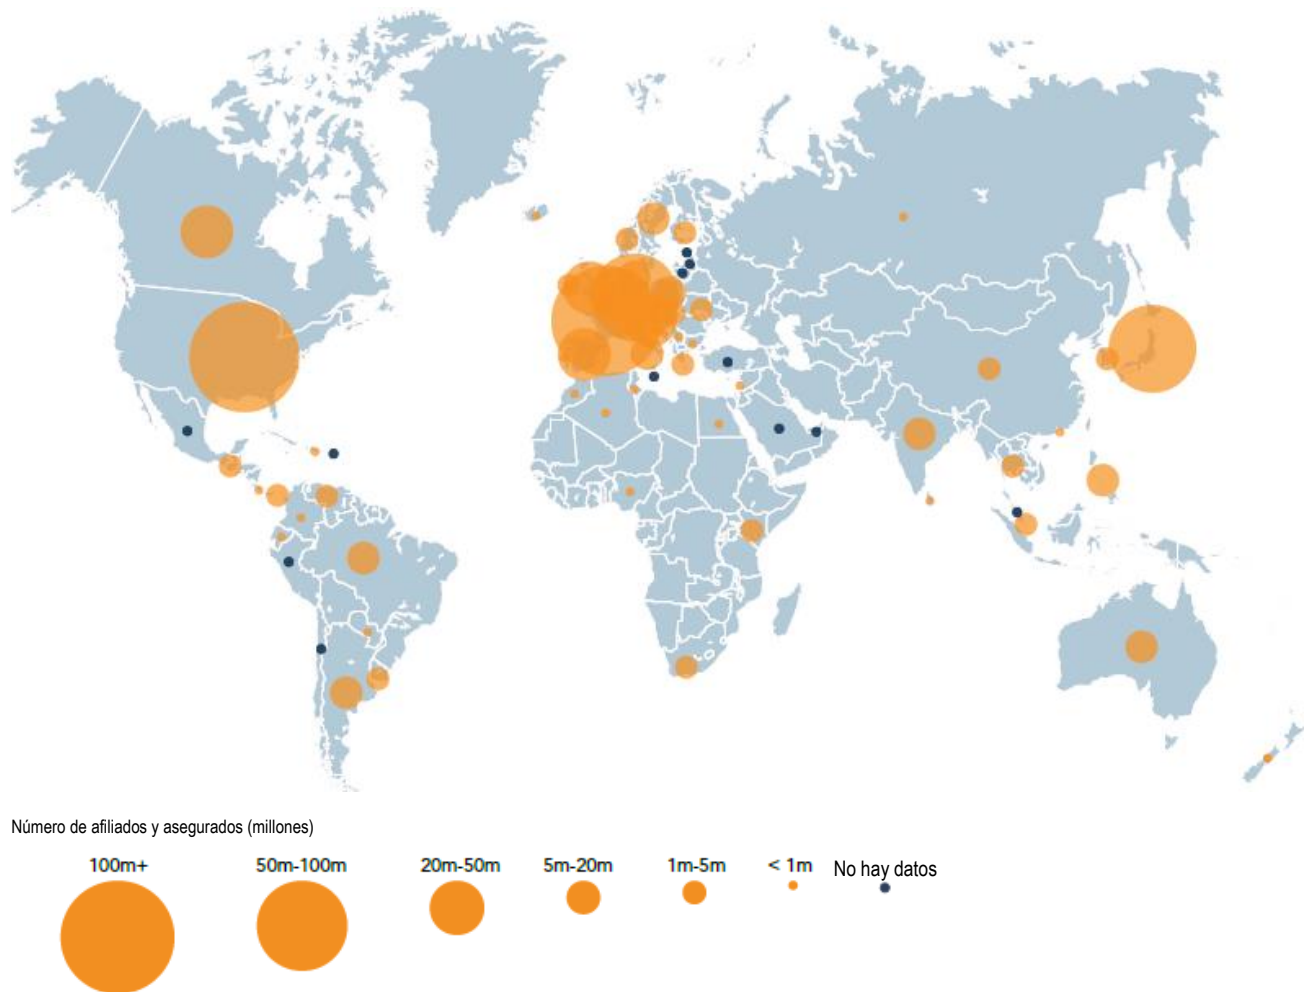 Número de afiliados y asegurados (millones)
100m+ 50m-100m 20m-50m 5m-20m 1m-5m < 1m No hay datos